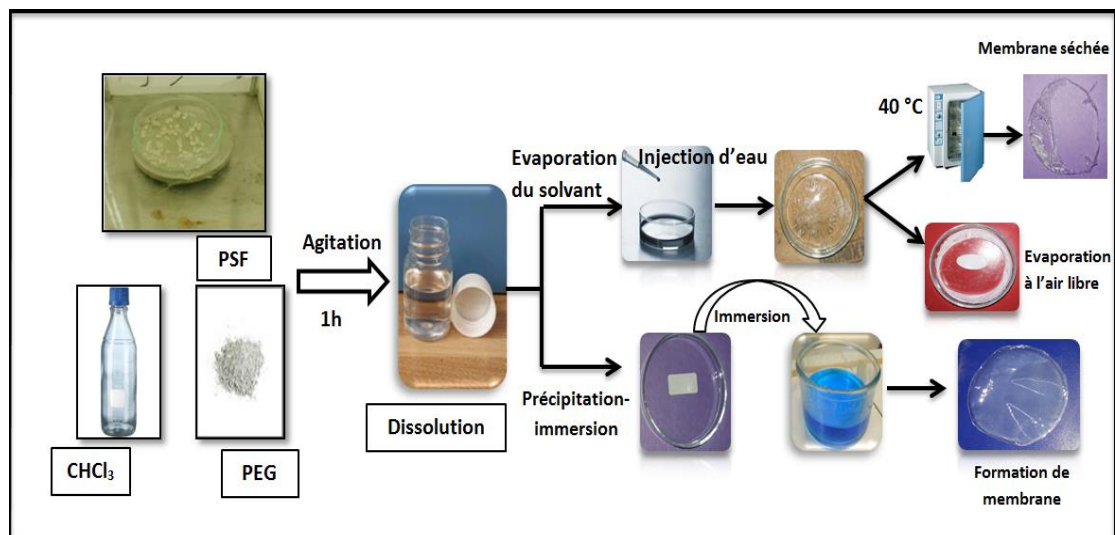 PSF
CHCl₃
PEG
Agitation
1h
Dissolution
Evaporation
du solvant
Injection d'eau
40 °C
Membrane séchée
Evaporation
à l'air libre
Précipitation-
immersion
Immersion
Formation de
membrane